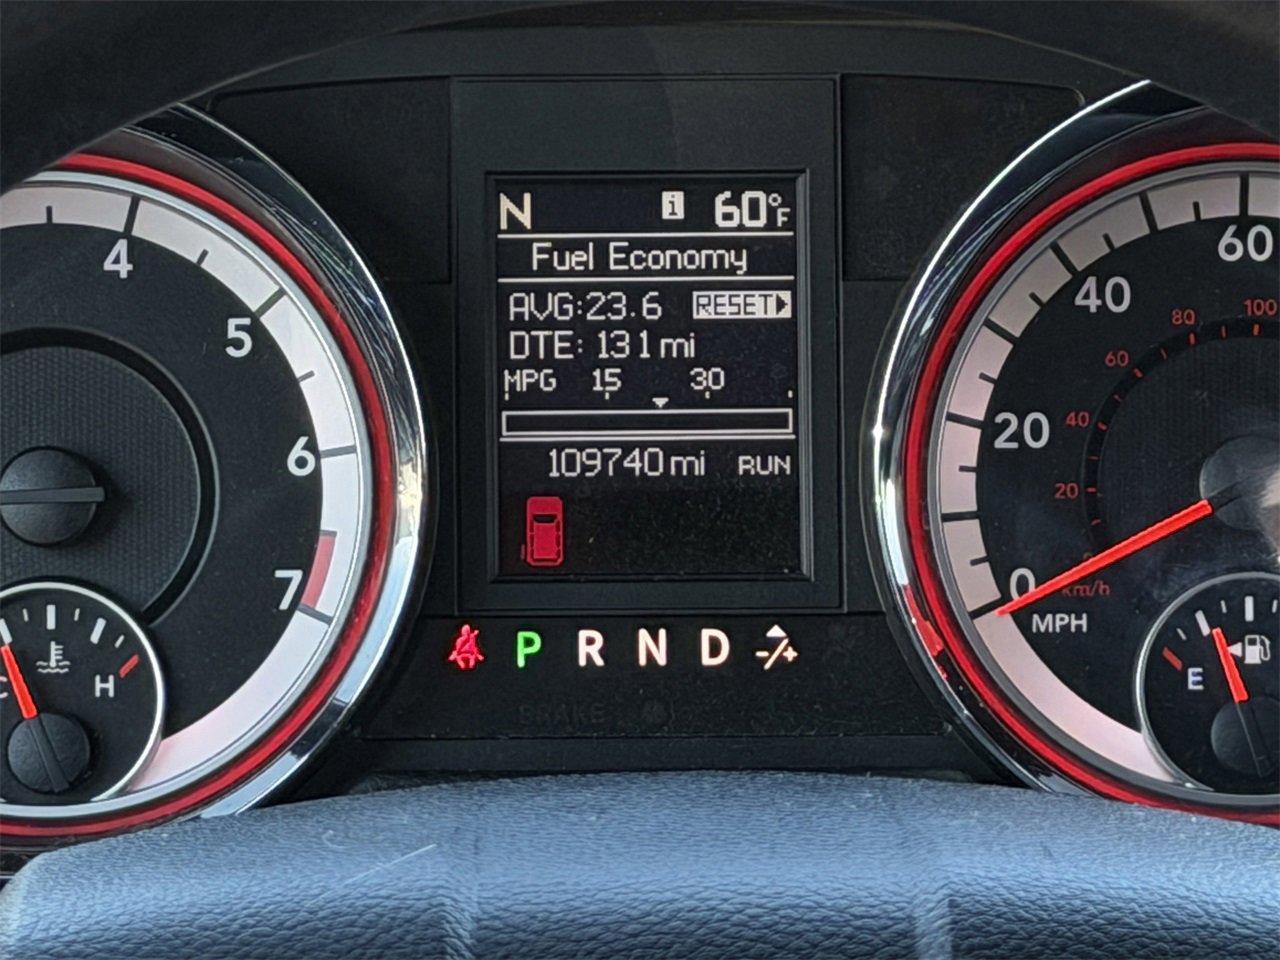 N i 60°F
Fuel Economy
AVG:23.6 RESET
DTE: 131 mi
MPG 15 30
109740 mi RUN
P R N D -/+
4
5
6
7
C H
0
20
40
60
MPH
20
40
60
80
100
km/h
E
BRAKE